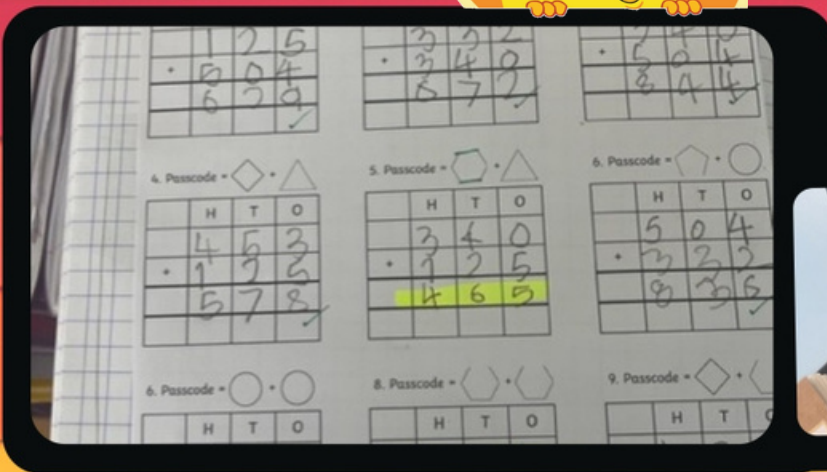 1 2 5
+ 5 0 4
6 2 9
3 3 2
+ 3 4 0
6 7 2
+ 5 0 4
8 4 4
4. Passcode = +
H T O
4 5 3
+ 1 2 5
5 7 8
5. Passcode = +
H T O
3 4 0
+ 1 2 5
4 6 5
6. Passcode = +
H T O
5 0 4
+ 3 3 2
8 3 6
6. Passcode = +
H T O
8. Passcode = +
H T O
9. Passcode = +
H T O